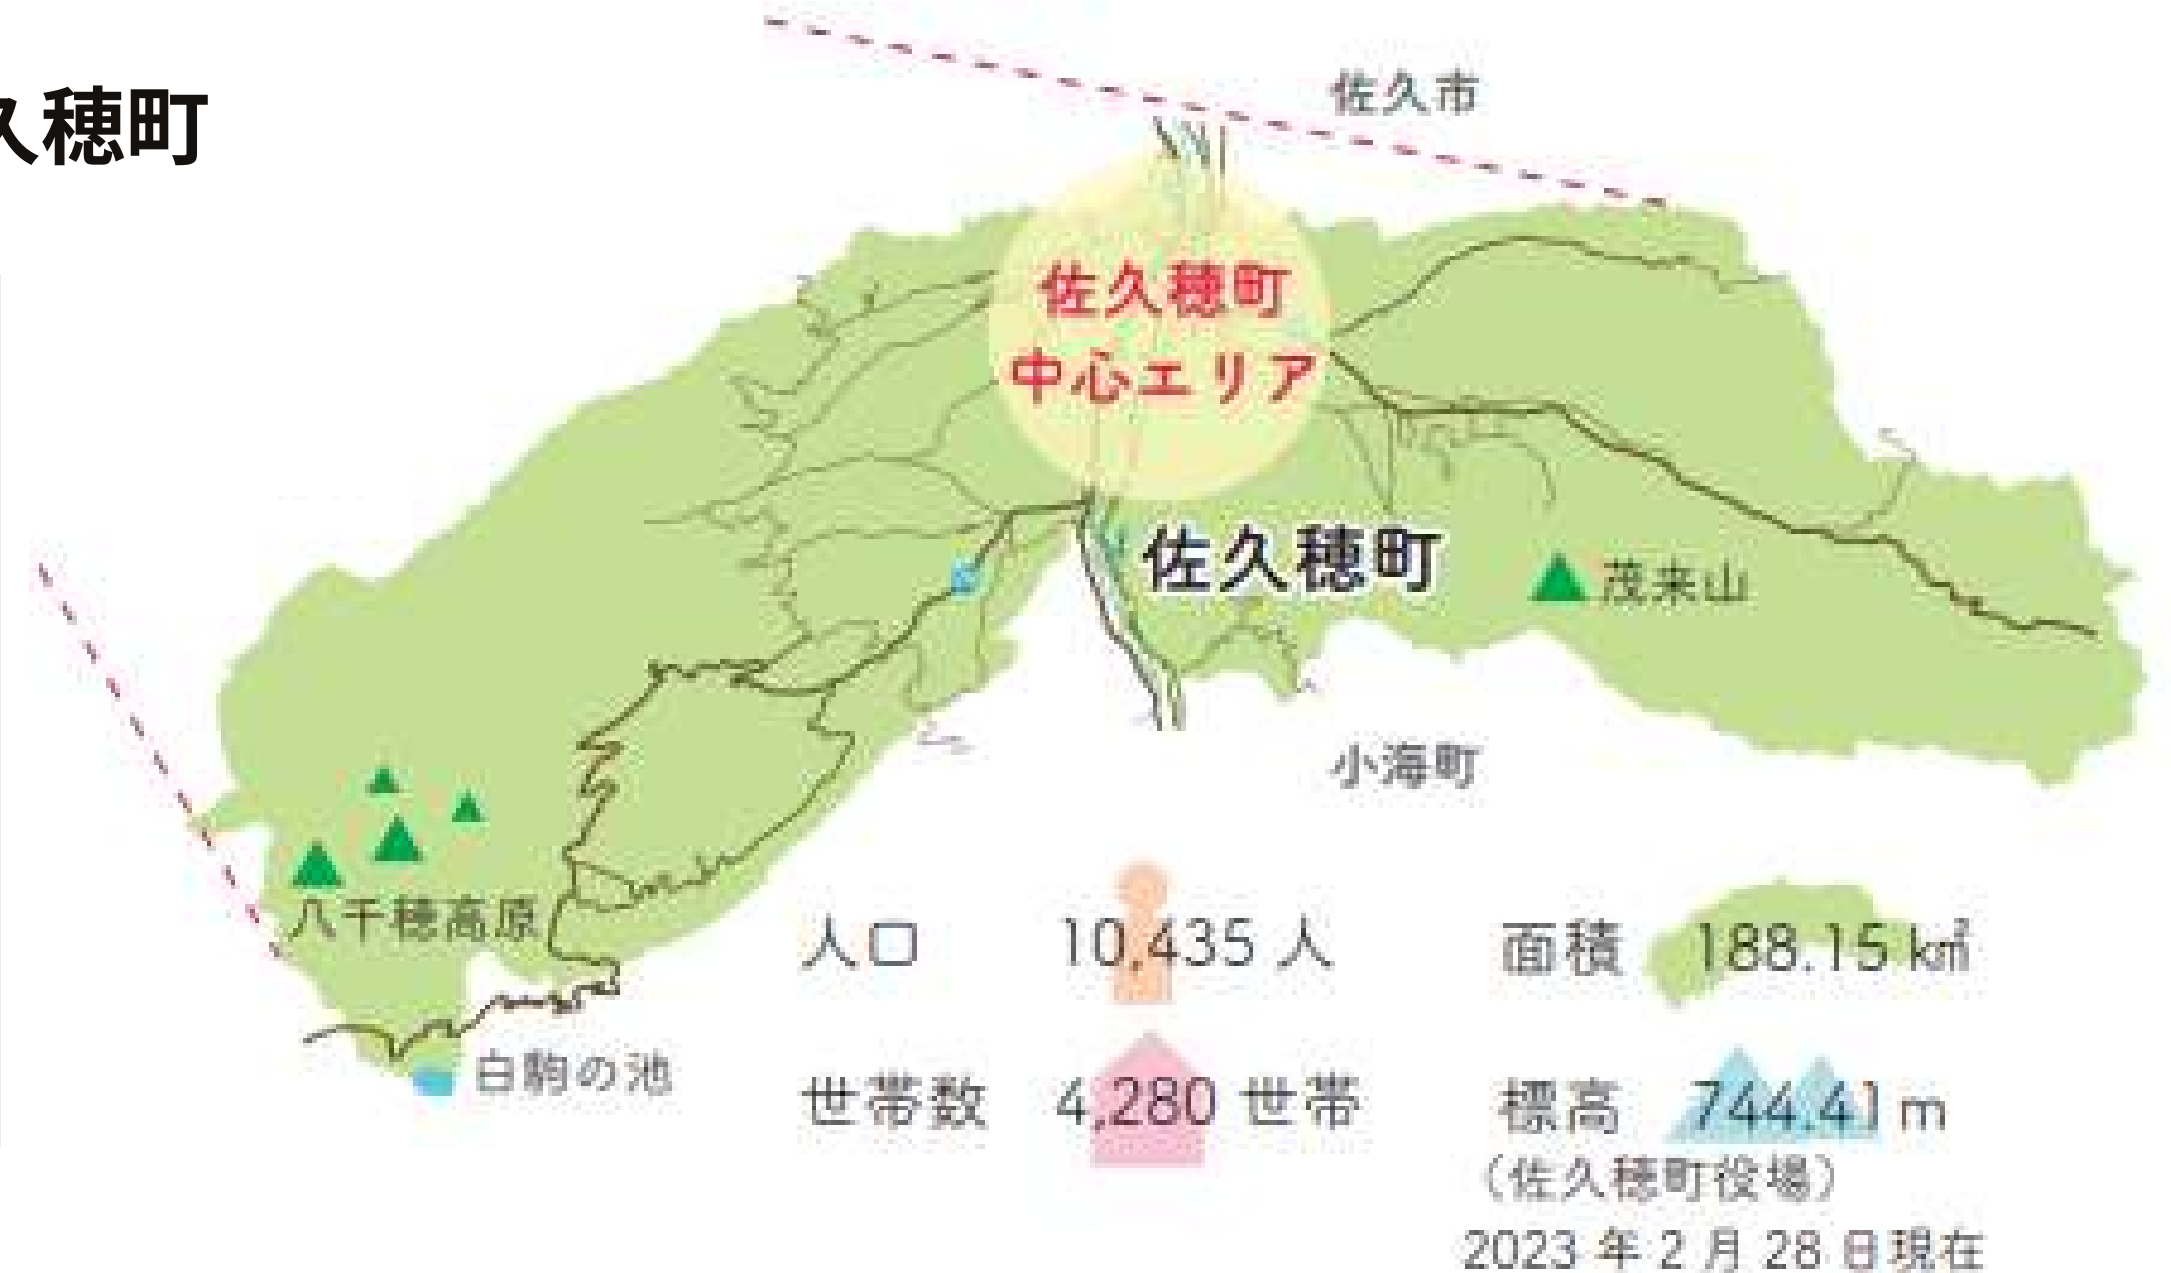 久穂町
佐久市
佐久穂町
中心エリア
佐久穂町
茂来山
小海町
八千穂高原
白駒の池
人口 10,435 人
世帯数 4,280 世帯
面積 188.15 k㎡
標高 744.41 m
（佐久穂町役場）
2023 年 2 月 28 日現在